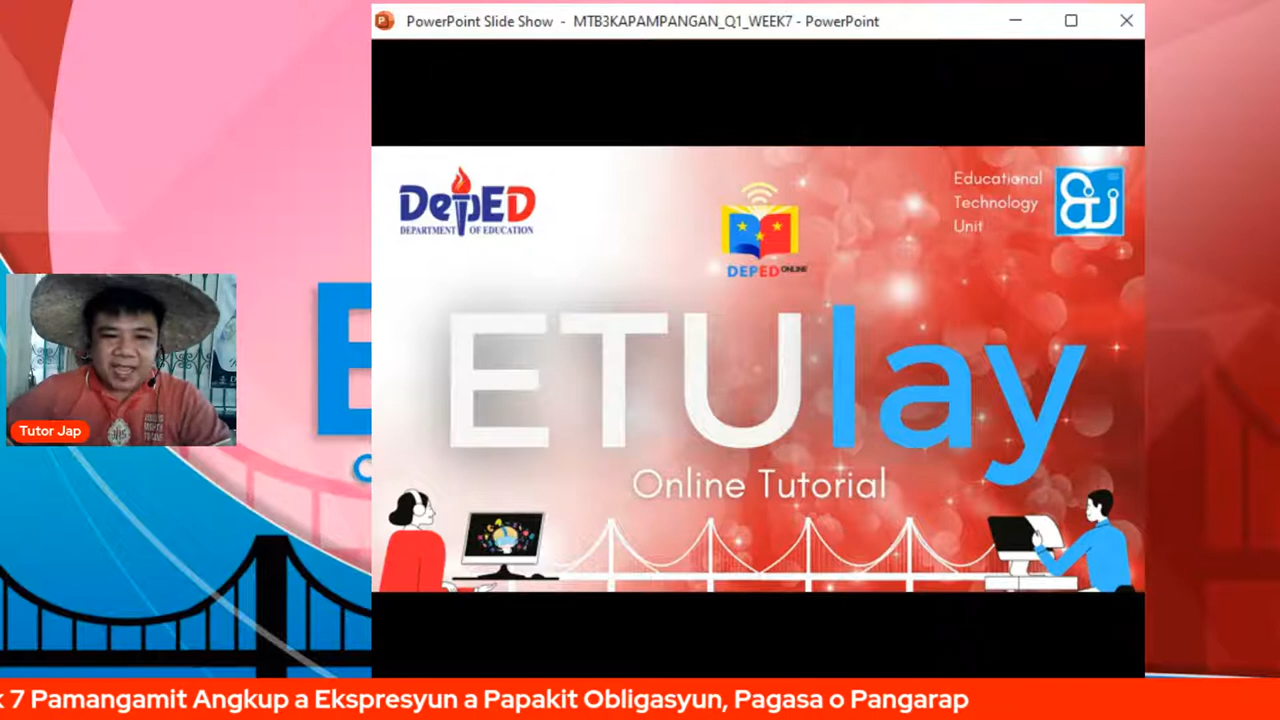 PowerPoint Slide Show - MTB3KAPAMPANGAN_Q1_WEEK7 - PowerPoint
DepED
DEPARTMENT OF EDUCATION
DEPED ONLINE
Educational
Technology
Unit
ETUlay
Online Tutorial
Tutor Jap
7 Pamangamit Angkup a Ekspresyun a Papakit Obligasyun, Pagasa o Pangarap